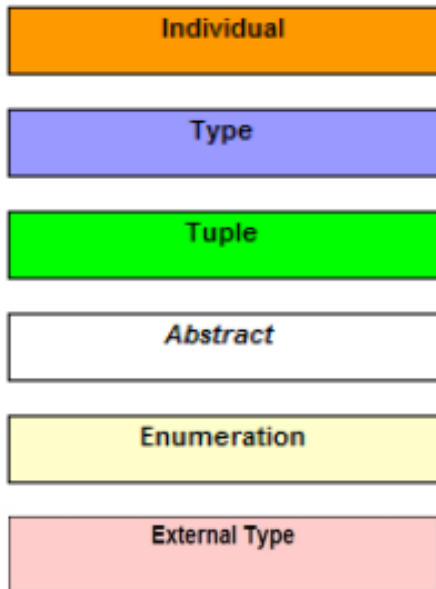 Individual
Type
Tuple
Abstract
Enumeration
External Type